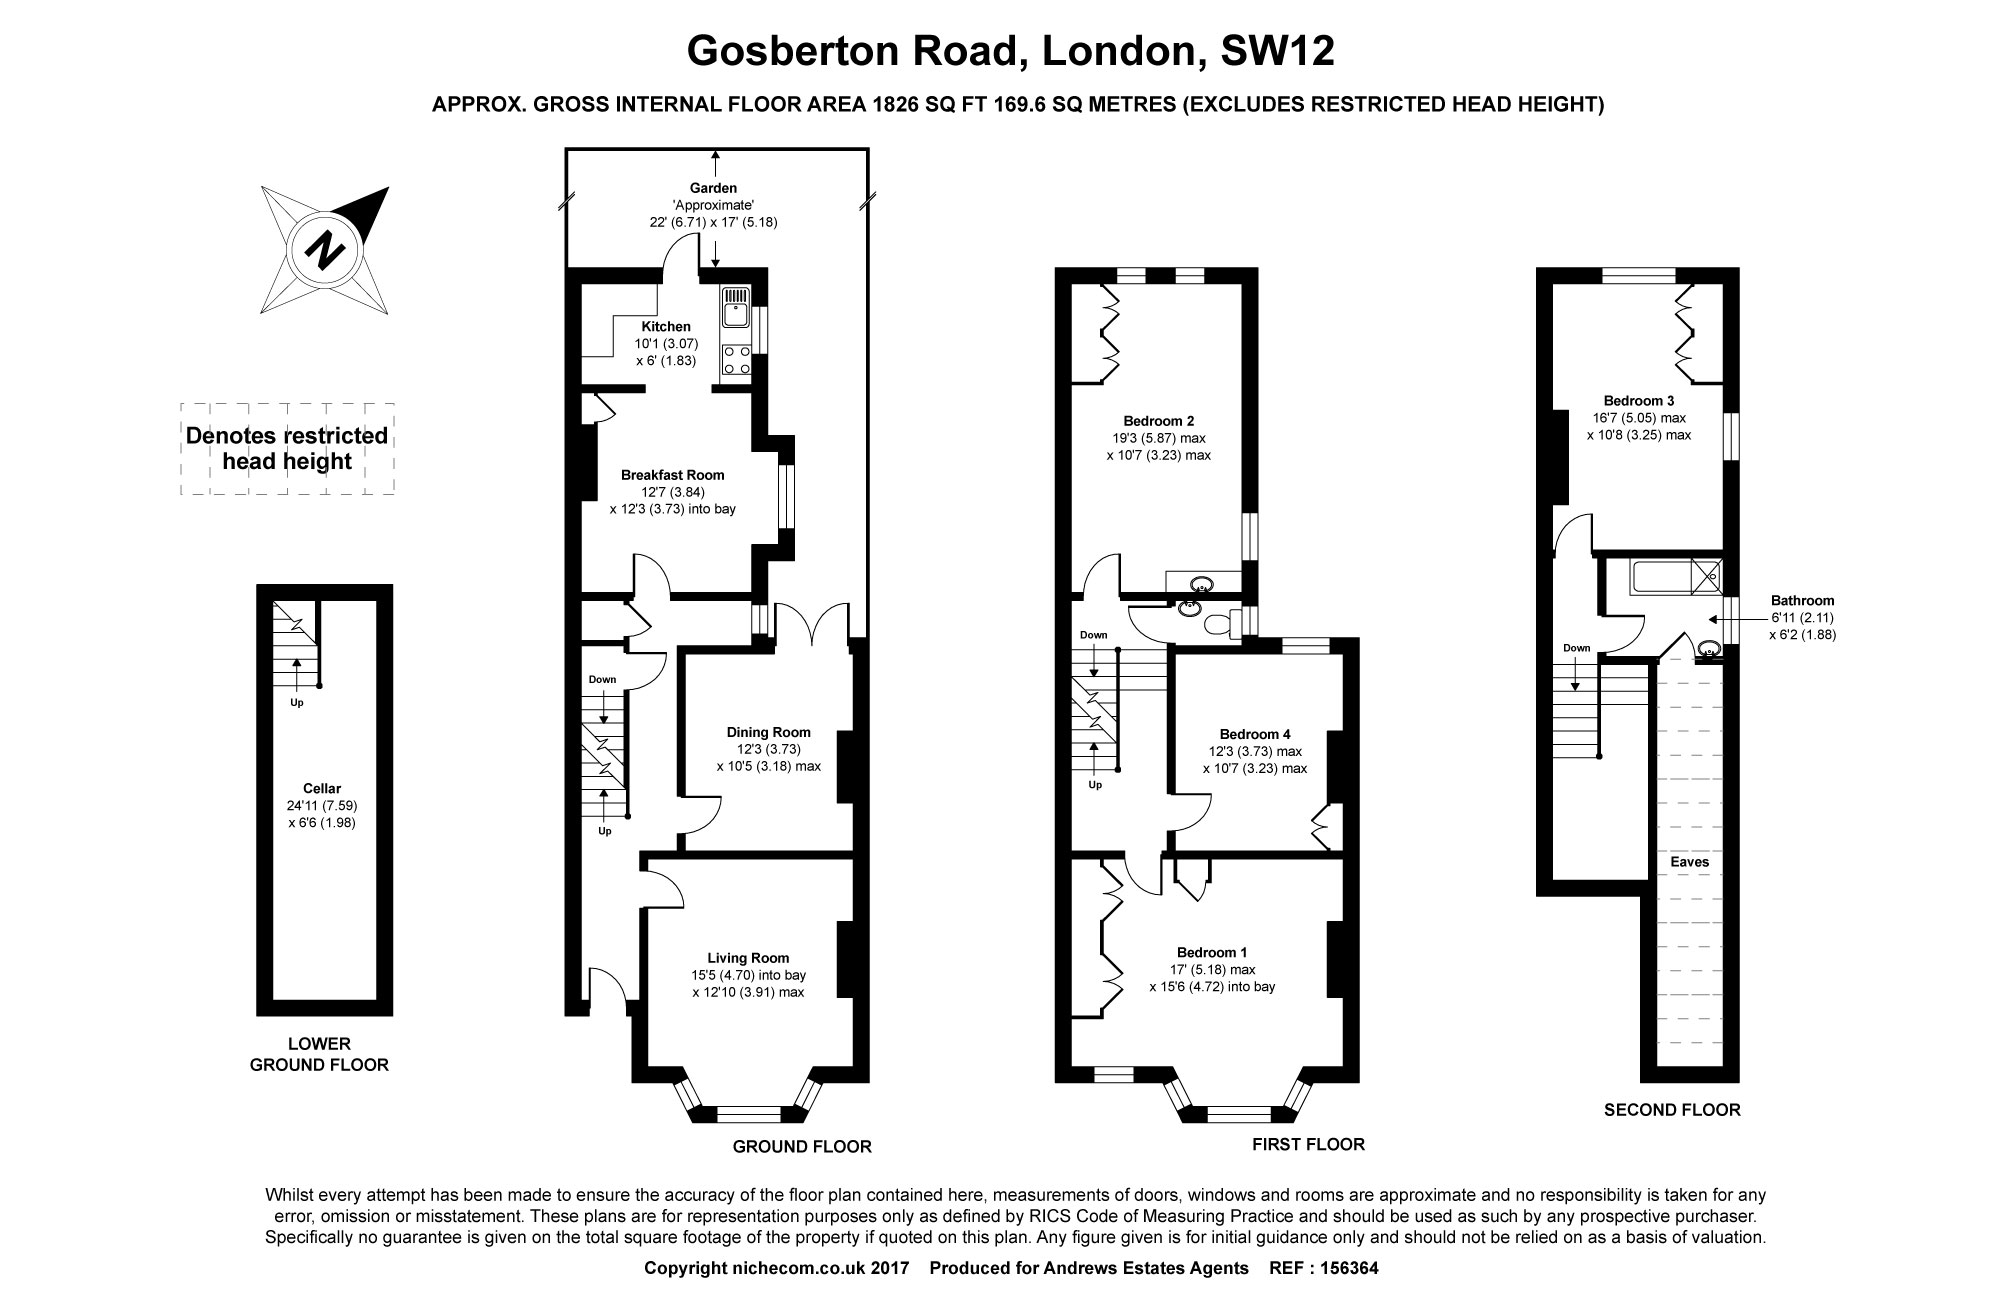 Gosberton Road, London, SW12
APPROX. GROSS INTERNAL FLOOR AREA 1826 SQ FT 169.6 SQ METRES (EXCLUDES RESTRICTED HEAD HEIGHT)
N
Denotes restricted
head height
Up
Cellar
24'11 (7.59)
x 6'6 (1.98)
LOWER
GROUND FLOOR
Garden
'Approximate'
22' (6.71) x 17' (5.18)
Kitchen
10'1 (3.07)
x 6' (1.83)
Breakfast Room
12'7 (3.84)
x 12'3 (3.73) into bay
Down
Up
Dining Room
12'3 (3.73)
x 10'5 (3.18) max
Living Room
15'5 (4.70) into bay
x 12'10 (3.91) max
GROUND FLOOR
Bedroom 2
19'3 (5.87) max
x 10'7 (3.23) max
Down
Up
Bedroom 4
12'3 (3.73) max
x 10'7 (3.23) max
Bedroom 1
17' (5.18) max
x 15'6 (4.72) into bay
FIRST FLOOR
Bedroom 3
16'7 (5.05) max
x 10'8 (3.25) max
Bathroom
6'11 (2.11)
x 6'2 (1.88)
Down
Eaves
SECOND FLOOR
Whilst every attempt has been made to ensure the accuracy of the floor plan contained here, measurements of doors, windows and rooms are approximate and no responsibility is taken for any
error, omission or misstatement. These plans are for representation purposes only as defined by RICS Code of Measuring Practice and should be used as such by any prospective purchaser.
Specifically no guarantee is given on the total square footage of the property if quoted on this plan. Any figure given is for initial guidance only and should not be relied on as a basis of valuation.
Copyright nichecom.co.uk 2017 Produced for Andrews Estates Agents REF : 156364